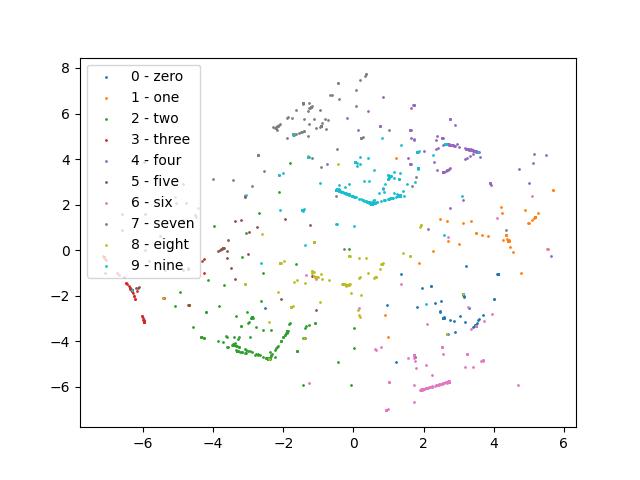 8
6
4
2
0
−2
−4
−6
0 - zero
1 - one
2 - two
3 - three
4 - four
5 - five
6 - six
7 - seven
8 - eight
9 - nine
−6 −4 −2 0 2 4 6